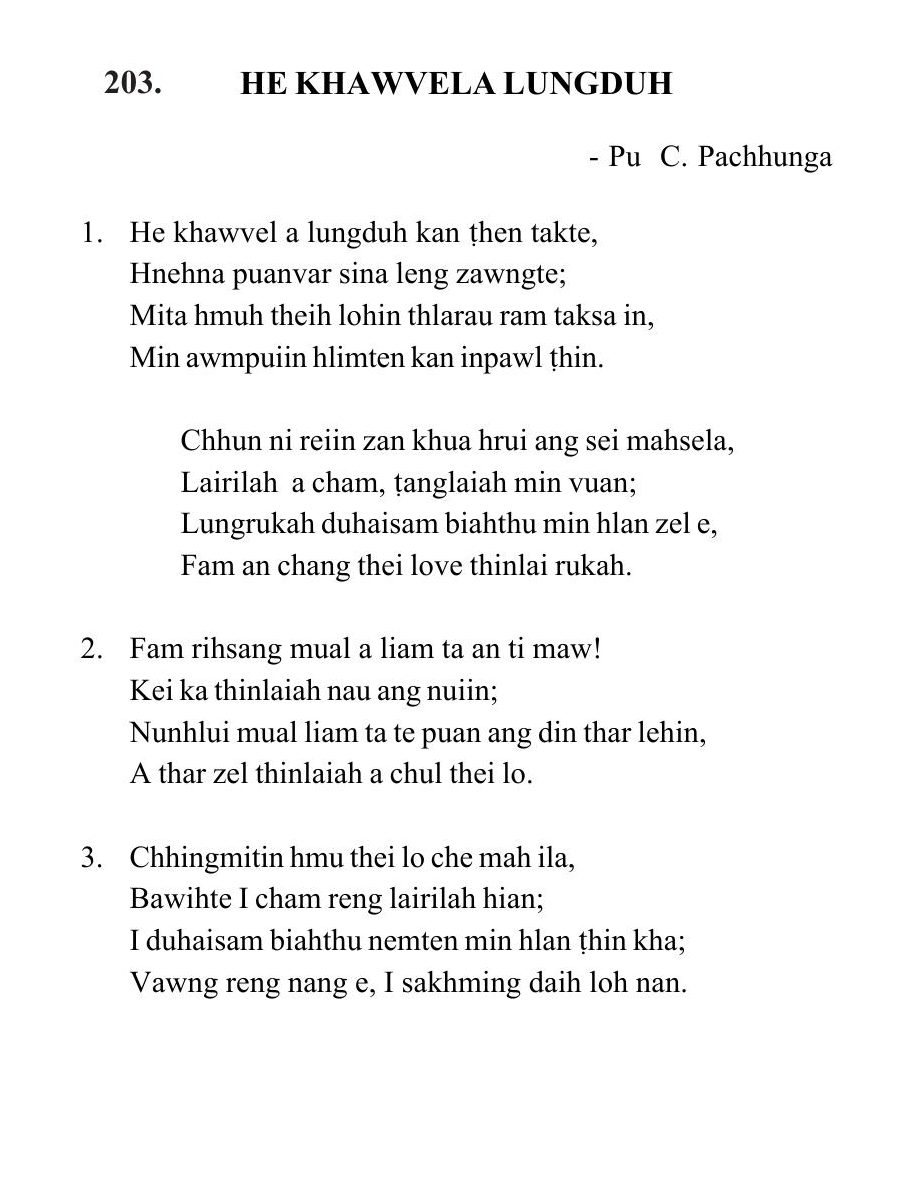 203. HE KHAWVELA LUNGDUH
- Pu C. Pachhunga
1. He khawvel a lungduh kan ṭhen takte,
Hnehna puanvar sina leng zawngte;
Mita hmuh theih lohin thlarau ram taksa in,
Min awmpuiin hlimten kan inpawl ṭhin.
Chhun ni reiin zan khua hrui ang sei mahsela,
Lairilah a cham, ṭanglaiah min vuan;
Lungrukah duhaisam biahthu min hlan zel e,
Fam an chang thei love thinlai rukah.
2. Fam rihsang mual a liam ta an ti maw!
Kei ka thinlaiah nau ang nuiin;
Nunhlui mual liam ta te puan ang din thar lehin,
A thar zel thinlaiah a chul thei lo.
3. Chhingmitin hmu thei lo che mah ila,
Bawihte I cham reng lairilah hian;
I duhaisam biahthu nemten min hlan ṭhin kha;
Vawng reng nang e, I sakhming daih loh nan.